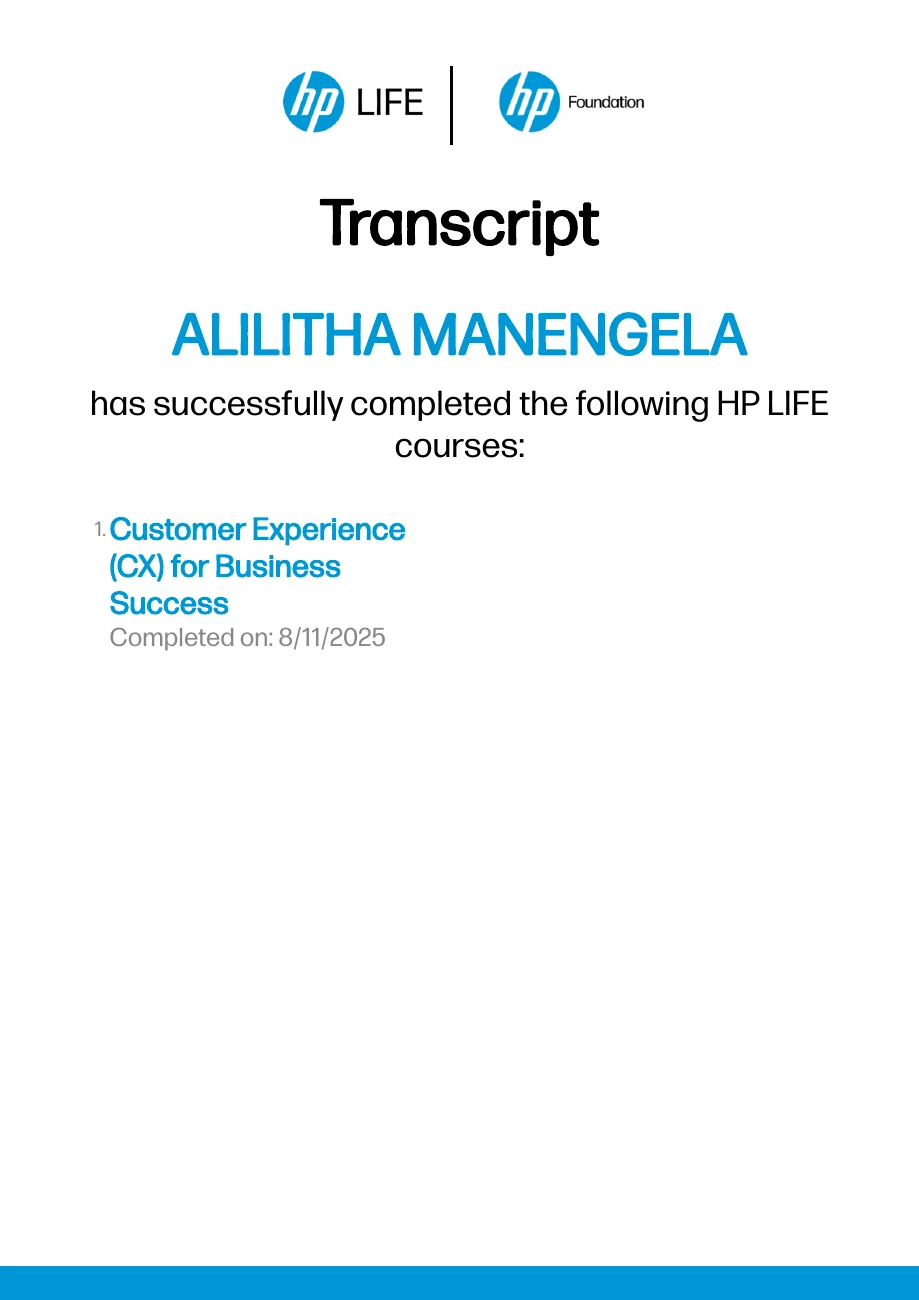 hp LIFE hp Foundation
Transcript
ALILITHA MANENGELA
has successfully completed the following HP LIFE
courses:
1. Customer Experience
(CX) for Business
Success
Completed on: 8/11/2025